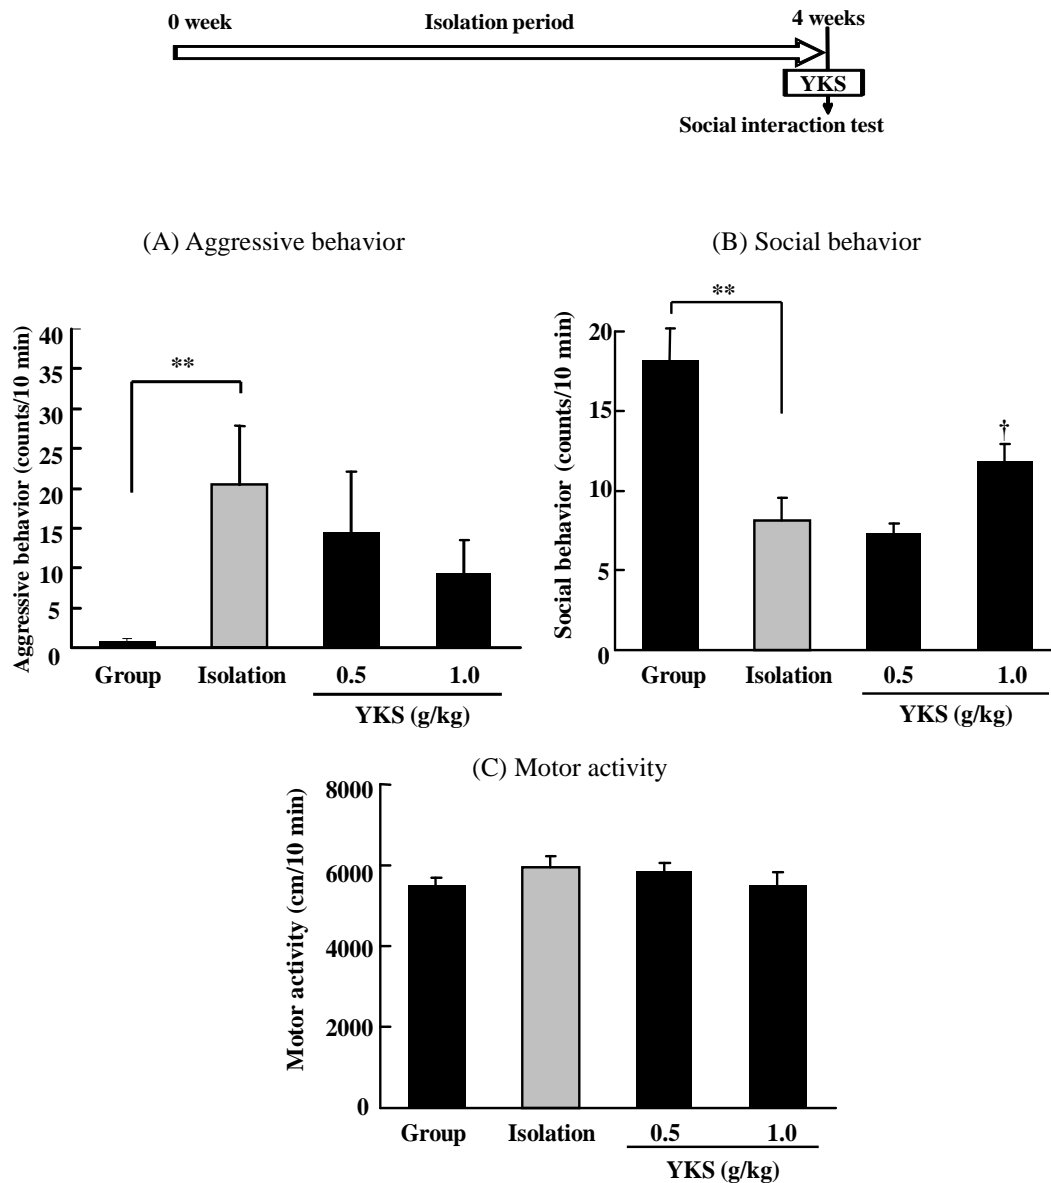 0 week Isolation period 4 weeks
YKS
Social interaction test
(A) Aggressive behavior
Aggressive behavior (counts/10 min)
40
35
30
25
20
15
10
5
0
**
Group Isolation 0.5 1.0
YKS (g/kg)
(B) Social behavior
Social behavior (counts/10 min)
20
15
10
5
0
**
†
Group Isolation 0.5 1.0
YKS (g/kg)
(C) Motor activity
Motor activity (cm/10 min)
8000
6000
4000
2000
0
Group Isolation 0.5 1.0
YKS (g/kg)